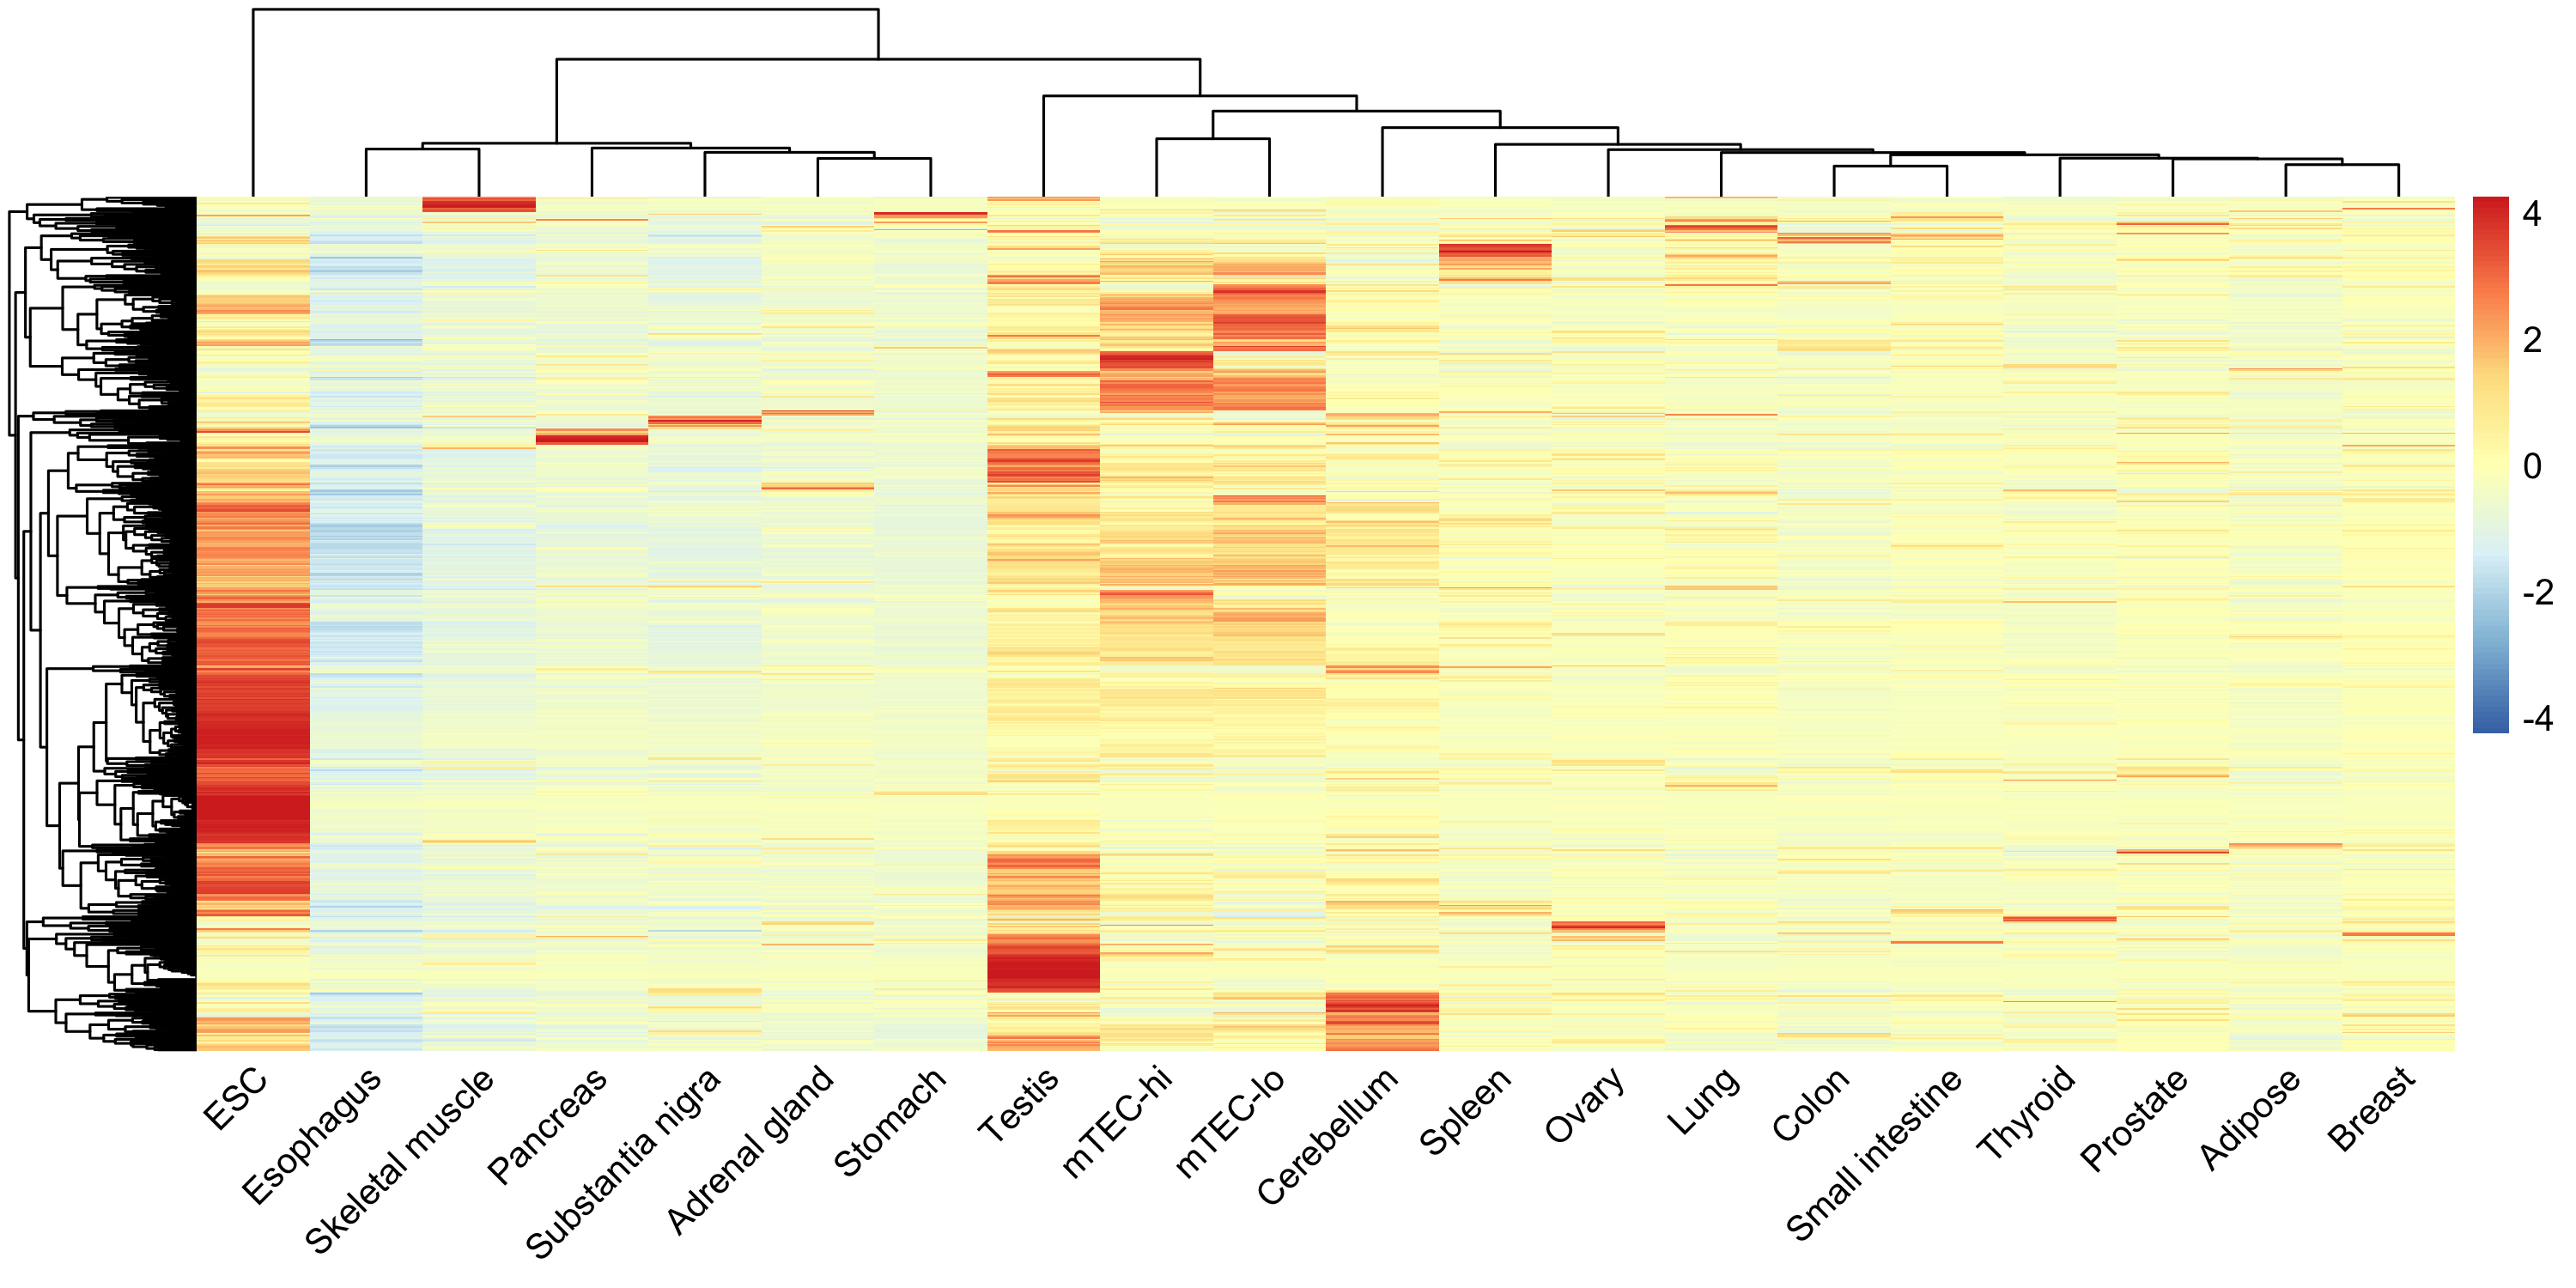 4
2
0
-2
-4
ESC
Esophagus
Skeletal muscle
Pancreas
Substantia nigra
Adrenal gland
Stomach
Testis
mTEC-hi
mTEC-lo
Cerebellum
Spleen
Ovary
Lung
Colon
Small intestine
Thyroid
Prostate
Adipose
Breast